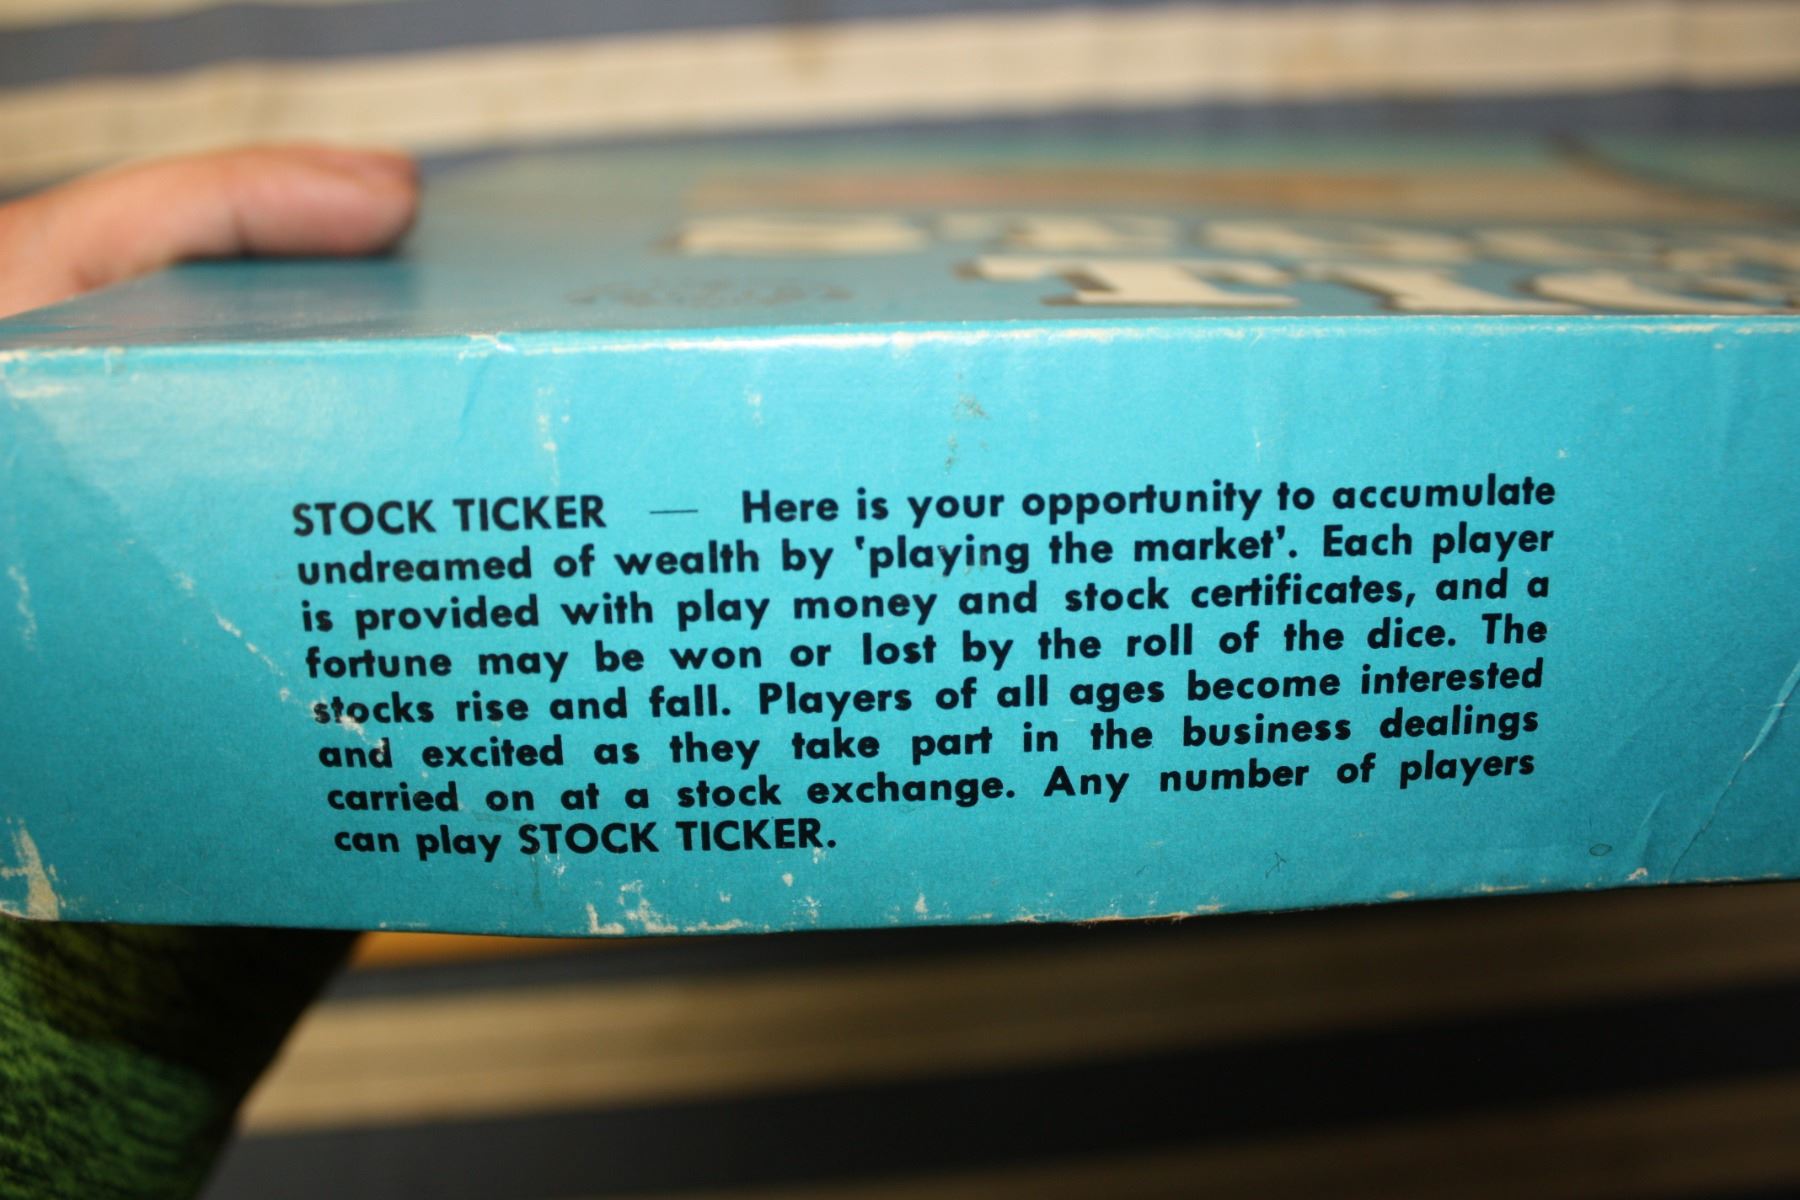 STOCK TICKER — Here is your opportunity to accumulate
undreamed of wealth by 'playing the market'. Each player
is provided with play money and stock certificates, and a
fortune may be won or lost by the roll of the dice. The
stocks rise and fall. Players of all ages become interested
and excited as they take part in the business dealings
carried on at a stock exchange. Any number of players
can play STOCK TICKER.